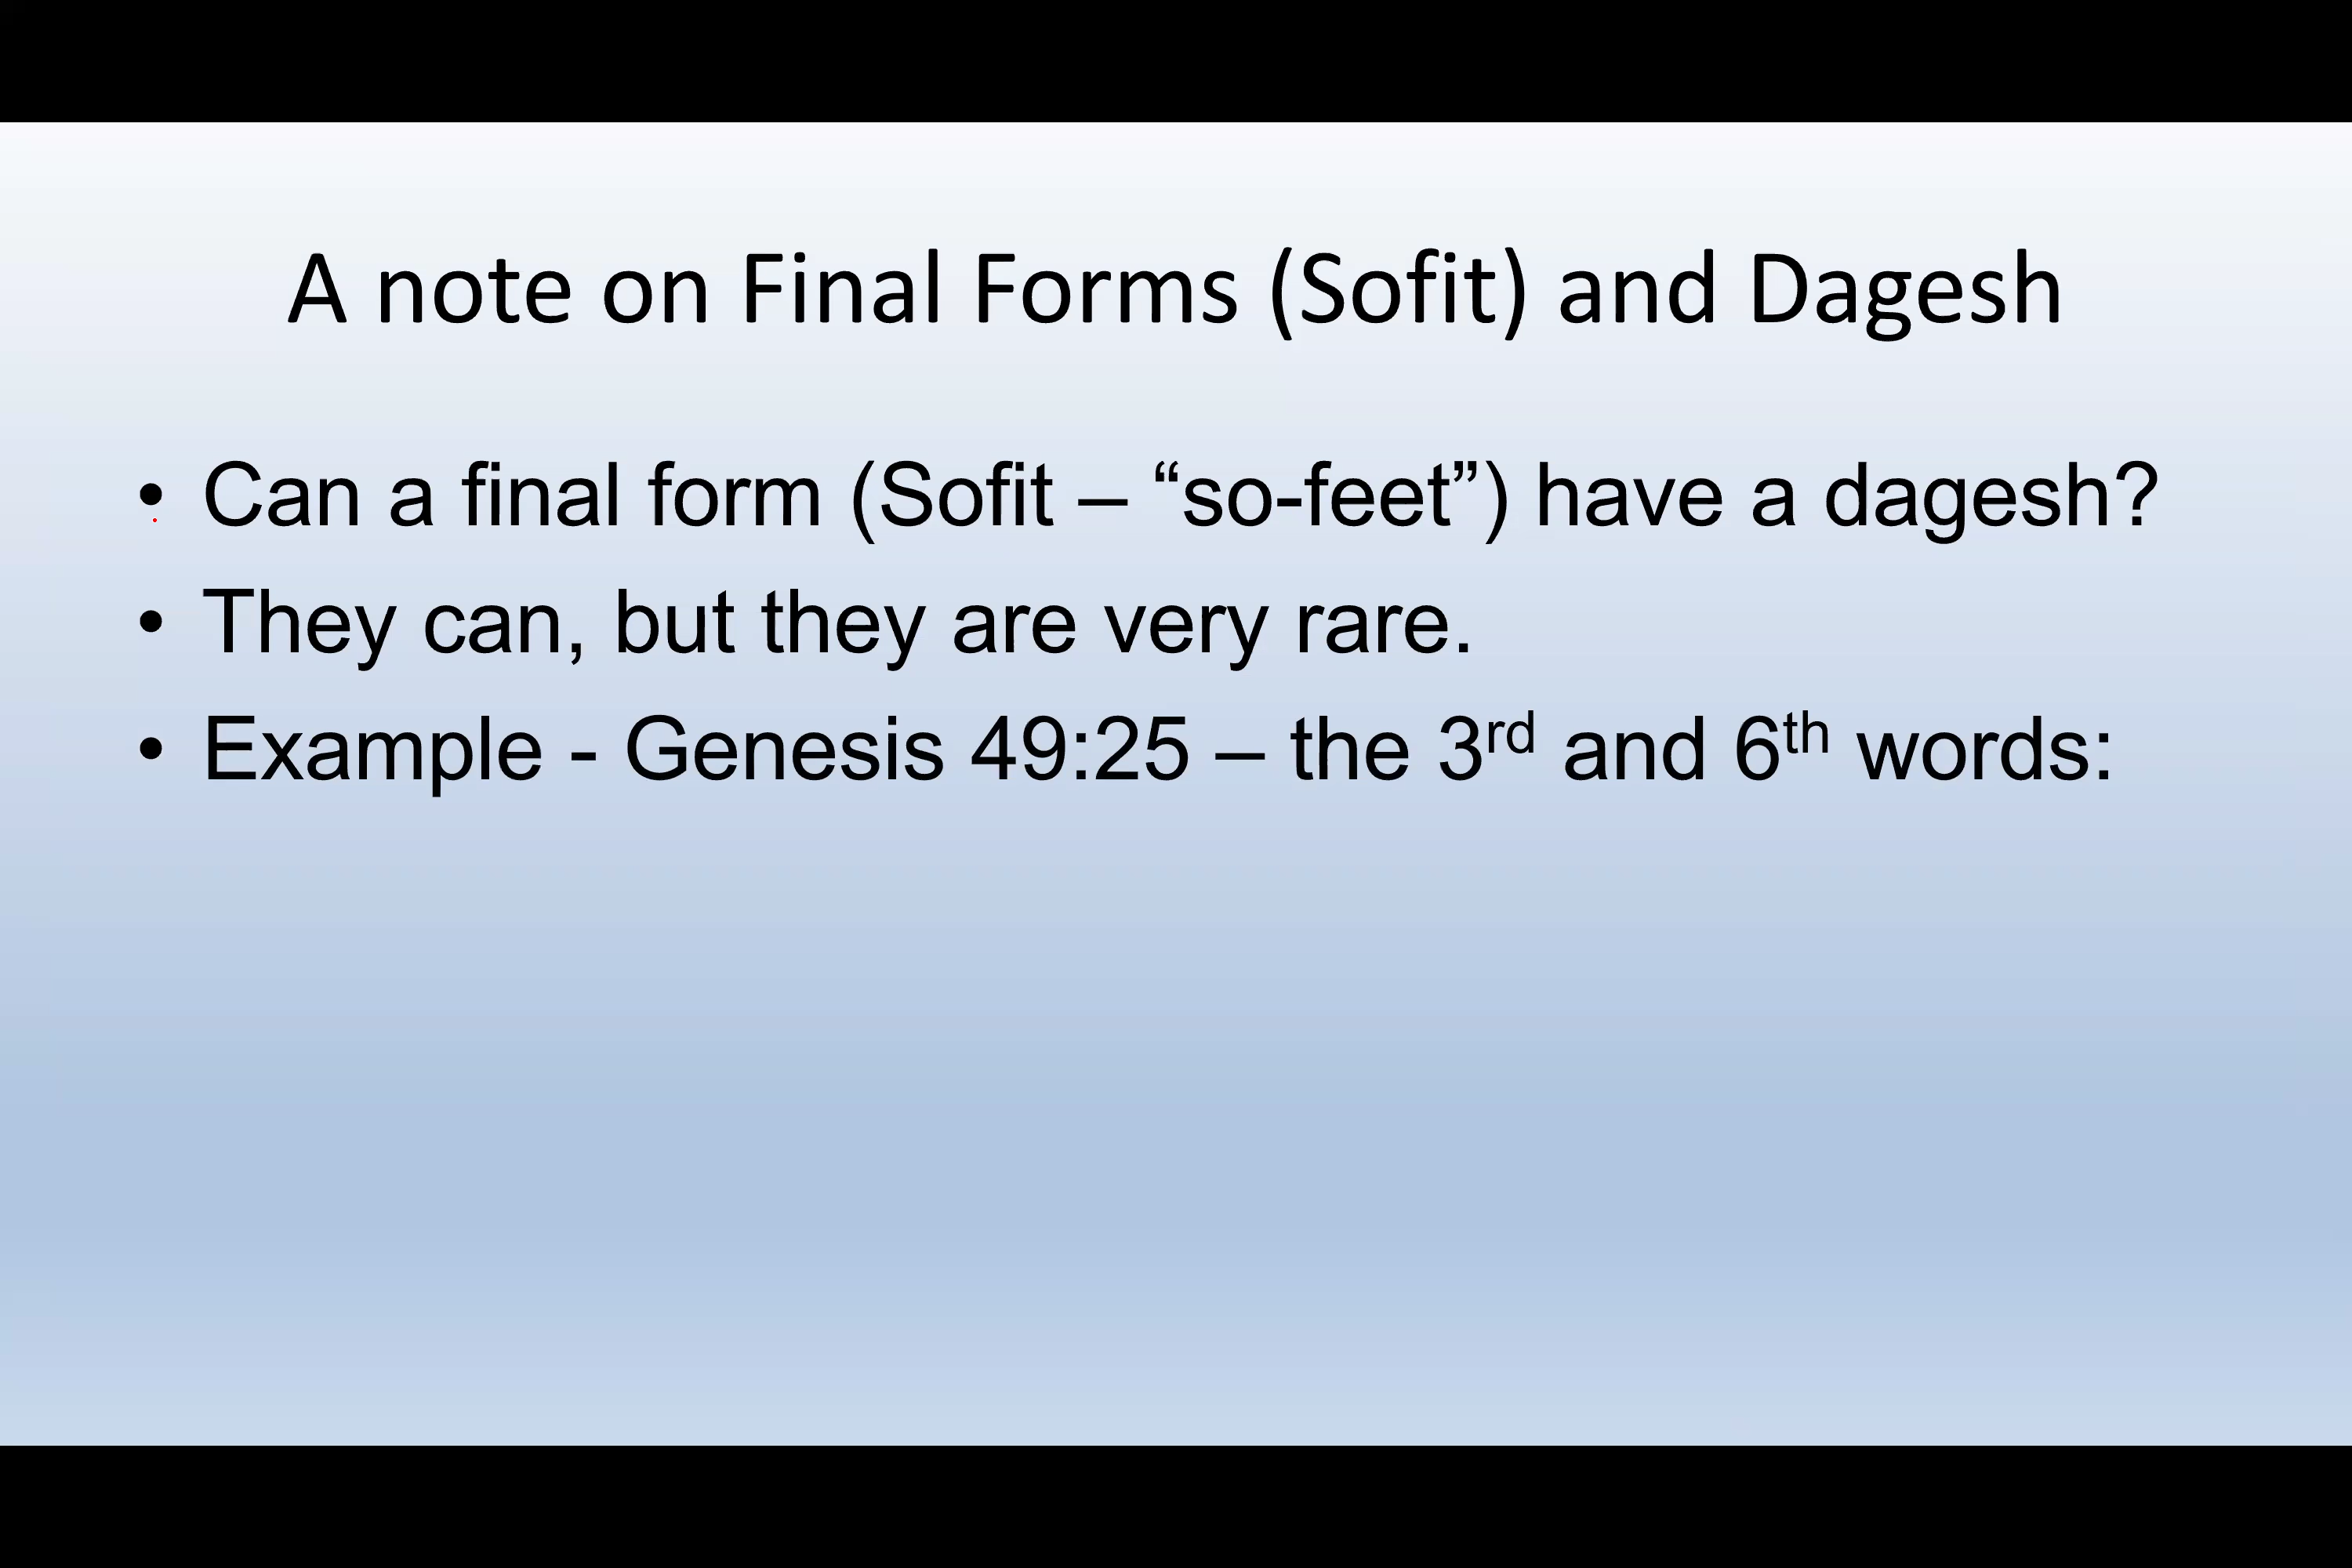 A note on Final Forms (Sofit) and Dagesh
• Can a final form (Sofit – “so-feet”) have a dagesh?
• They can, but they are very rare.
• Example - Genesis 49:25 – the 3rd and 6th words: